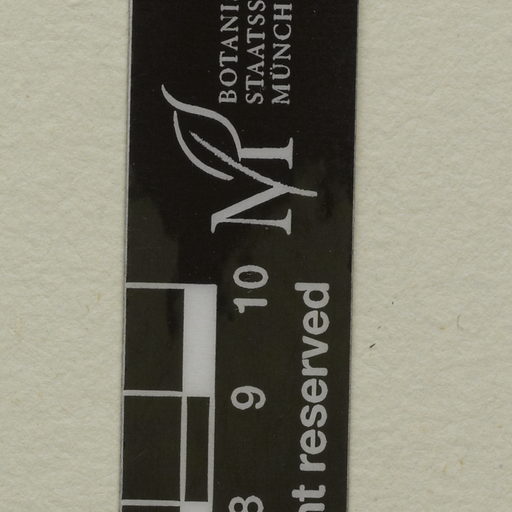 BOTANI
STAATSS
MÜNCH
M
10
9
8
nt reserved